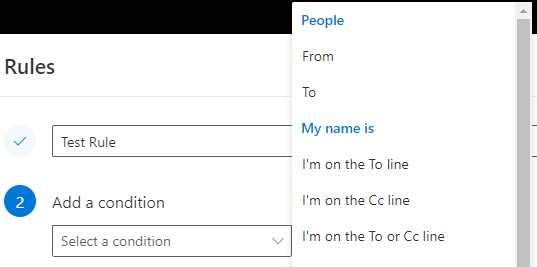 Rules
Test Rule
2
Add a condition
Select a condition
People
From
To
My name is
I'm on the To line
I'm on the Cc line
I'm on the To or Cc line